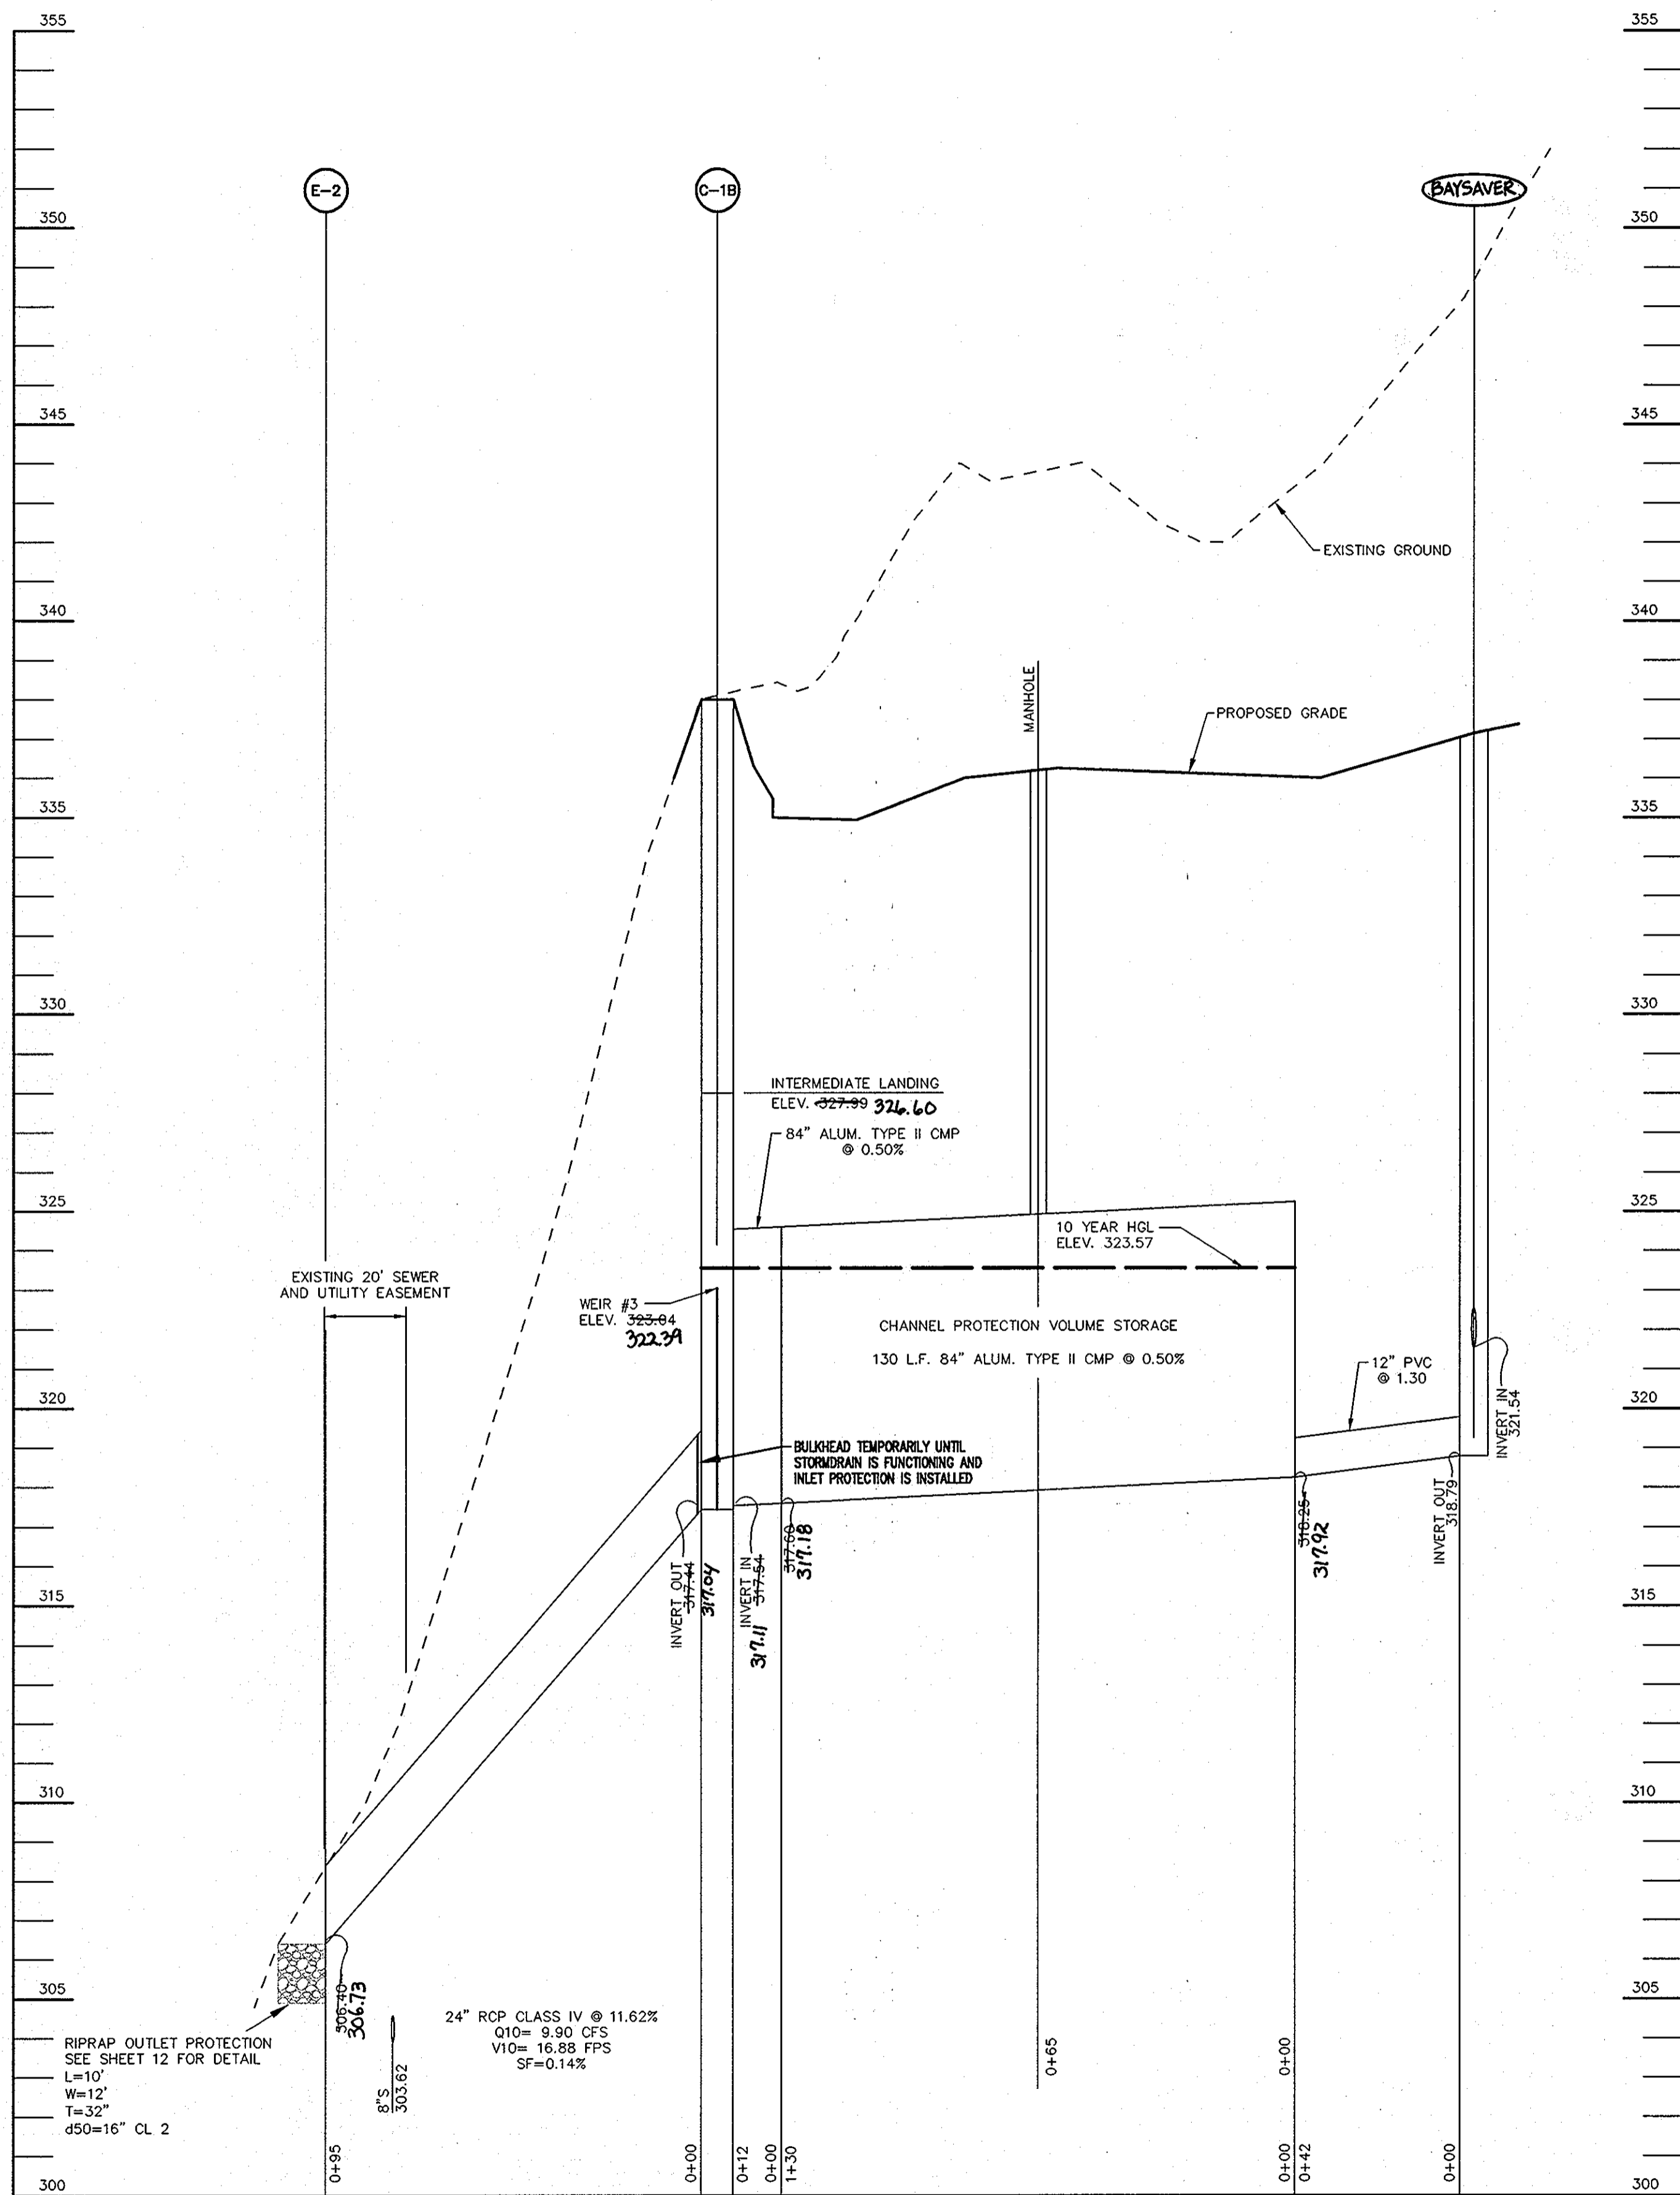 355
355
E-2
C-1B
BAYSAVER
350
350
345
345
EXISTING GROUND
340
340
MANHOLE
PROPOSED GRADE
335
335
330
330
INTERMEDIATE LANDING
ELEV. 327.99 326.60
84" ALUM. TYPE II CMP
@ 0.50%
325
325
10 YEAR HGL
ELEV. 323.57
EXISTING 20' SEWER
AND UTILITY EASEMENT
WEIR #3
ELEV. 323.04
322.39
CHANNEL PROTECTION VOLUME STORAGE
130 L.F. 84" ALUM. TYPE II CMP @ 0.50%
12" PVC
@ 1.30
INVERT IN
321.54
320
320
BULKHEAD TEMPORARILY UNTIL
STORMDRAIN IS FUNCTIONING AND
INLET PROTECTION IS INSTALLED
INVERT OUT
317.44
317.04
INVERT IN
317.54
317.11
317.60
317.18
318.25
317.92
INVERT OUT
318.79
315
315
310
310
305
305
306.40
306.73
RIPRAP OUTLET PROTECTION
SEE SHEET 12 FOR DETAIL
L=10'
W=12'
T=32"
d50=16" CL 2
8"S
303.62
24" RCP CLASS IV @ 11.62%
Q10= 9.90 CFS
V10= 16.88 FPS
SF=0.14%
0+65
0+00
0+95
0+00
0+12
0+00
1+30
0+00
0+42
0+00
300
300